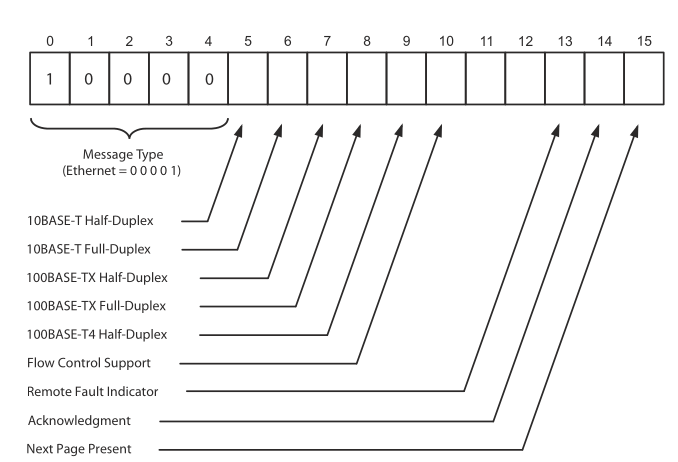 0 1 2 3 4 5 6 7 8 9 10 11 12 13 14 15
1 0 0 0 0
Message Type
(Ethernet = 0 0 0 0 1)
10BASE-T Half-Duplex
10BASE-T Full-Duplex
100BASE-TX Half-Duplex
100BASE-TX Full-Duplex
100BASE-T4 Half-Duplex
Flow Control Support
Remote Fault Indicator
Acknowledgment
Next Page Present